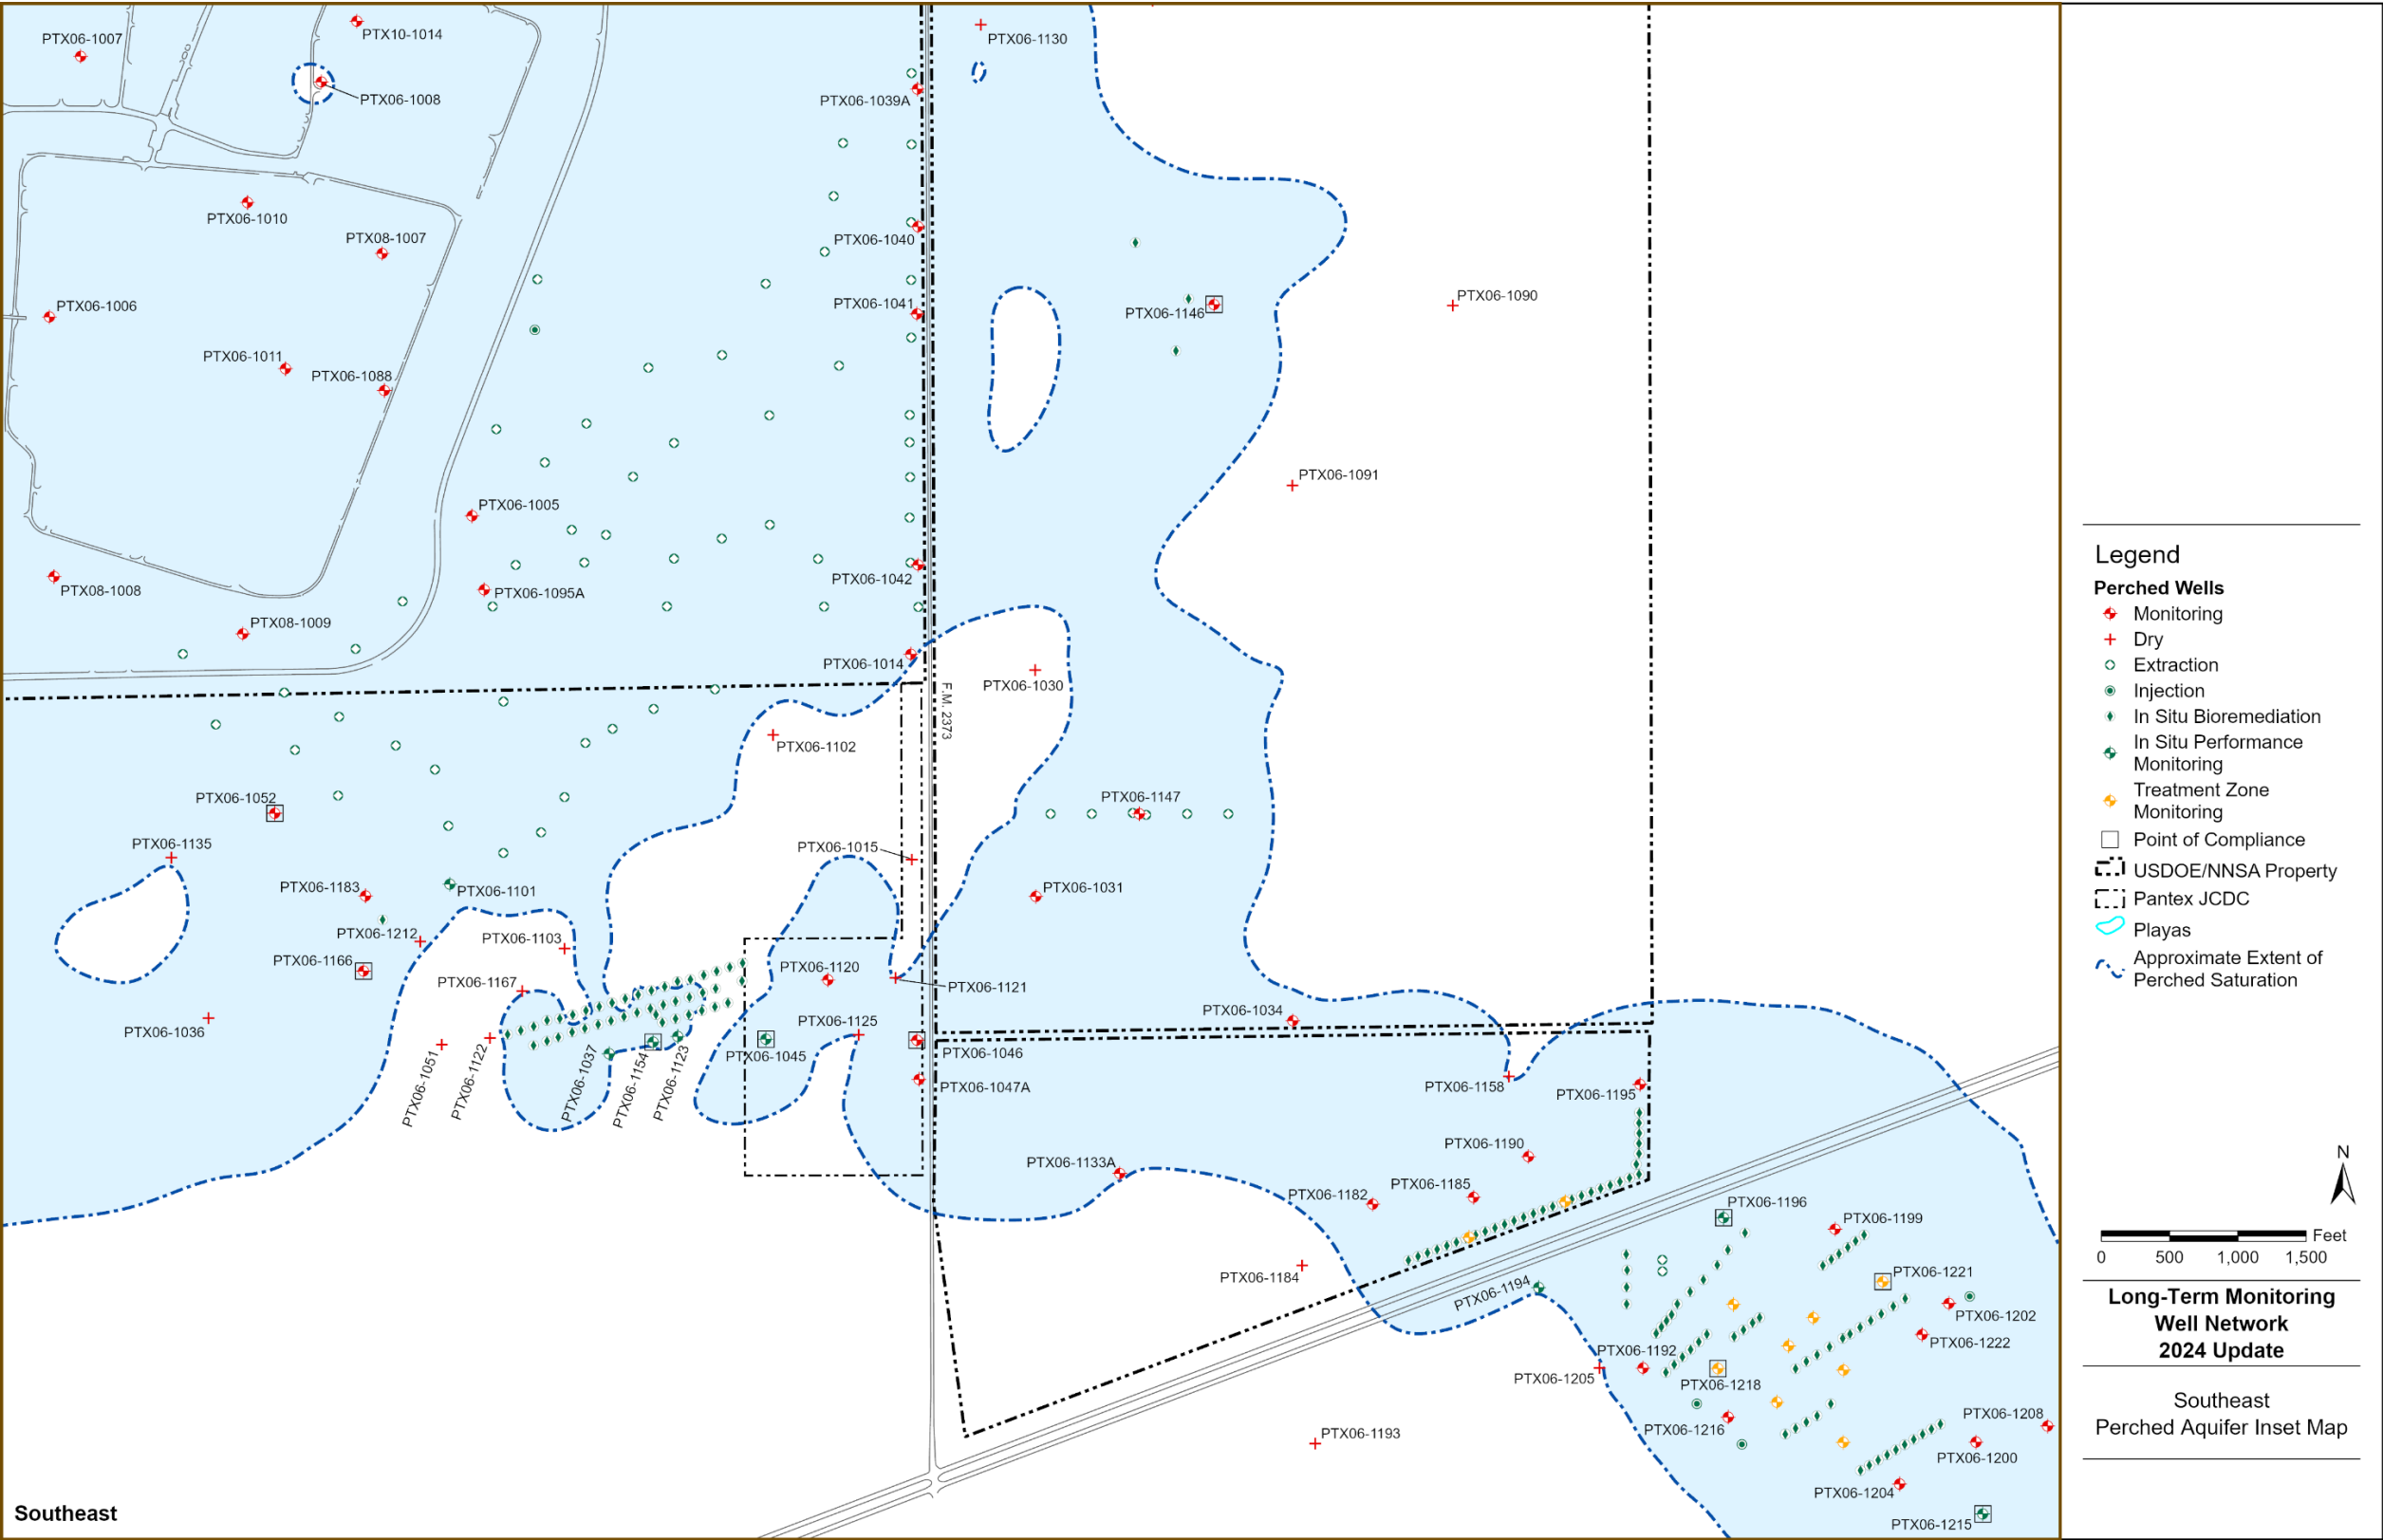 PTX06-1007
PTX10-1014
PTX06-1008
PTX06-1130
PTX06-1039A
PTX06-1010
PTX08-1007
PTX06-1040
PTX06-1006
PTX06-1041
PTX06-1146
PTX06-1090
PTX06-1011
PTX06-1088
PTX06-1091
PTX06-1005
PTX06-1042
PTX08-1008
PTX06-1095A
PTX08-1009
PTX06-1014
PTX06-1030
F.M. 2373
PTX06-1102
PTX06-1052
PTX06-1147
PTX06-1135
PTX06-1015
PTX06-1183
PTX06-1101
PTX06-1031
PTX06-1212
PTX06-1103
PTX06-1166
PTX06-1120
PTX06-1167
PTX06-1121
PTX06-1036
PTX06-1125
PTX06-1034
PTX06-1051
PTX06-1122
PTX06-1037
PTX06-1154
PTX06-1123
PTX06-1045
PTX06-1046
PTX06-1047A
PTX06-1158
PTX06-1195
PTX06-1190
PTX06-1133A
PTX06-1182
PTX06-1185
PTX06-1196
PTX06-1199
PTX06-1184
PTX06-1194
PTX06-1221
PTX06-1202
PTX06-1222
PTX06-1192
PTX06-1205
PTX06-1218
PTX06-1216
PTX06-1208
PTX06-1193
PTX06-1200
PTX06-1204
PTX06-1215
Southeast
Legend
Perched Wells
Monitoring
Dry
Extraction
Injection
In Situ Bioremediation
In Situ Performance
Monitoring
Treatment Zone
Monitoring
Point of Compliance
USDOE/NNSA Property
Pantex JCDC
Playas
Approximate Extent of
Perched Saturation
N
Feet
0 500 1,000 1,500
Long-Term Monitoring
Well Network
2024 Update
Southeast
Perched Aquifer Inset Map